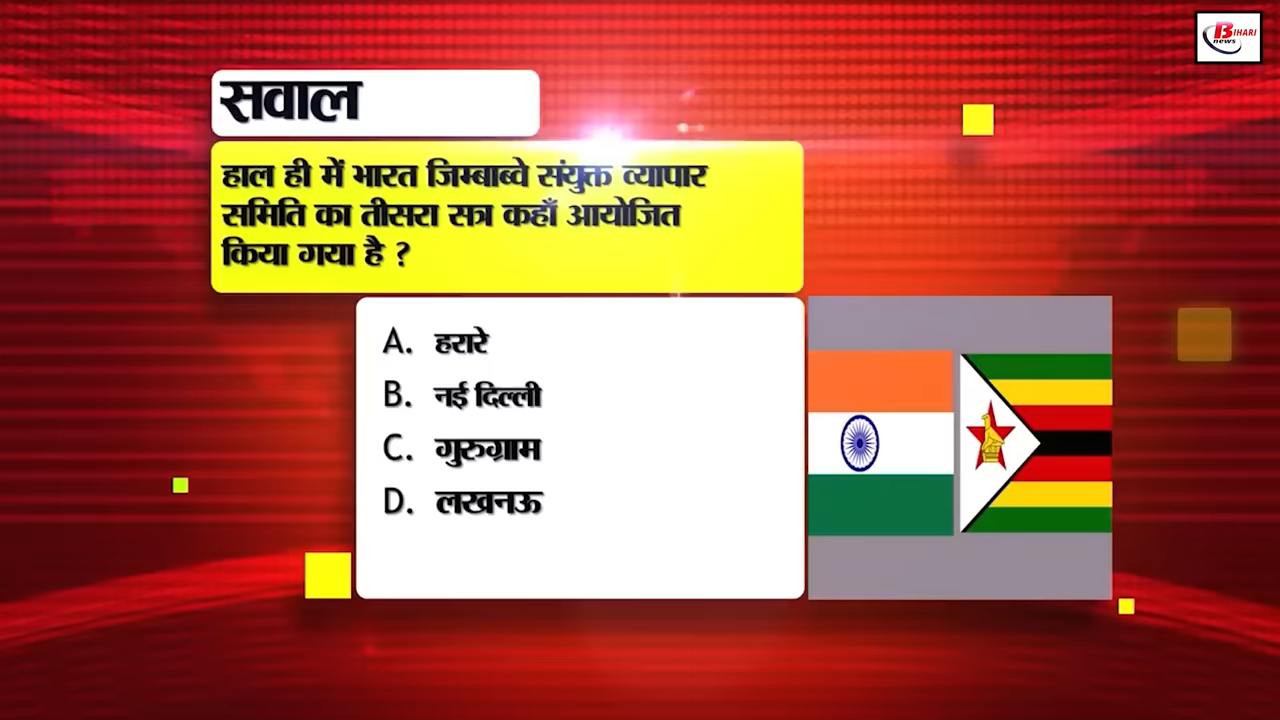 BIHARI
news
सवाल
हाल ही में भारत जिम्बाब्वे संयुक्त व्यापार
समिति का तीसरा सत्र कहाँ आयोजित
किया गया है ?
A. हरारे
B. नई दिल्ली
C. गुरुग्राम
D. लखनऊ